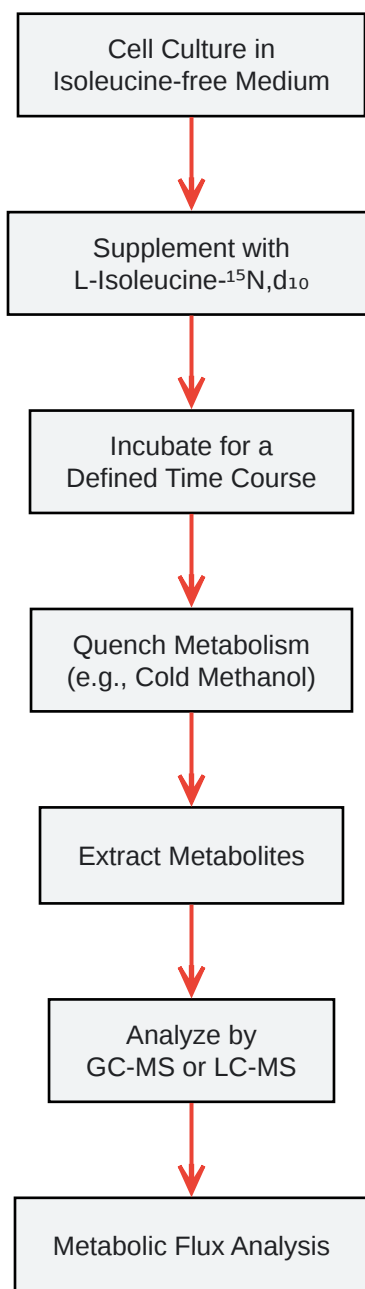 Cell Culture in
Isoleucine-free Medium
Supplement with
L-Isoleucine-¹⁵N,d₁₀
Incubate for a
Defined Time Course
Quench Metabolism
(e.g., Cold Methanol)
Extract Metabolites
Analyze by
GC-MS or LC-MS
Metabolic Flux Analysis